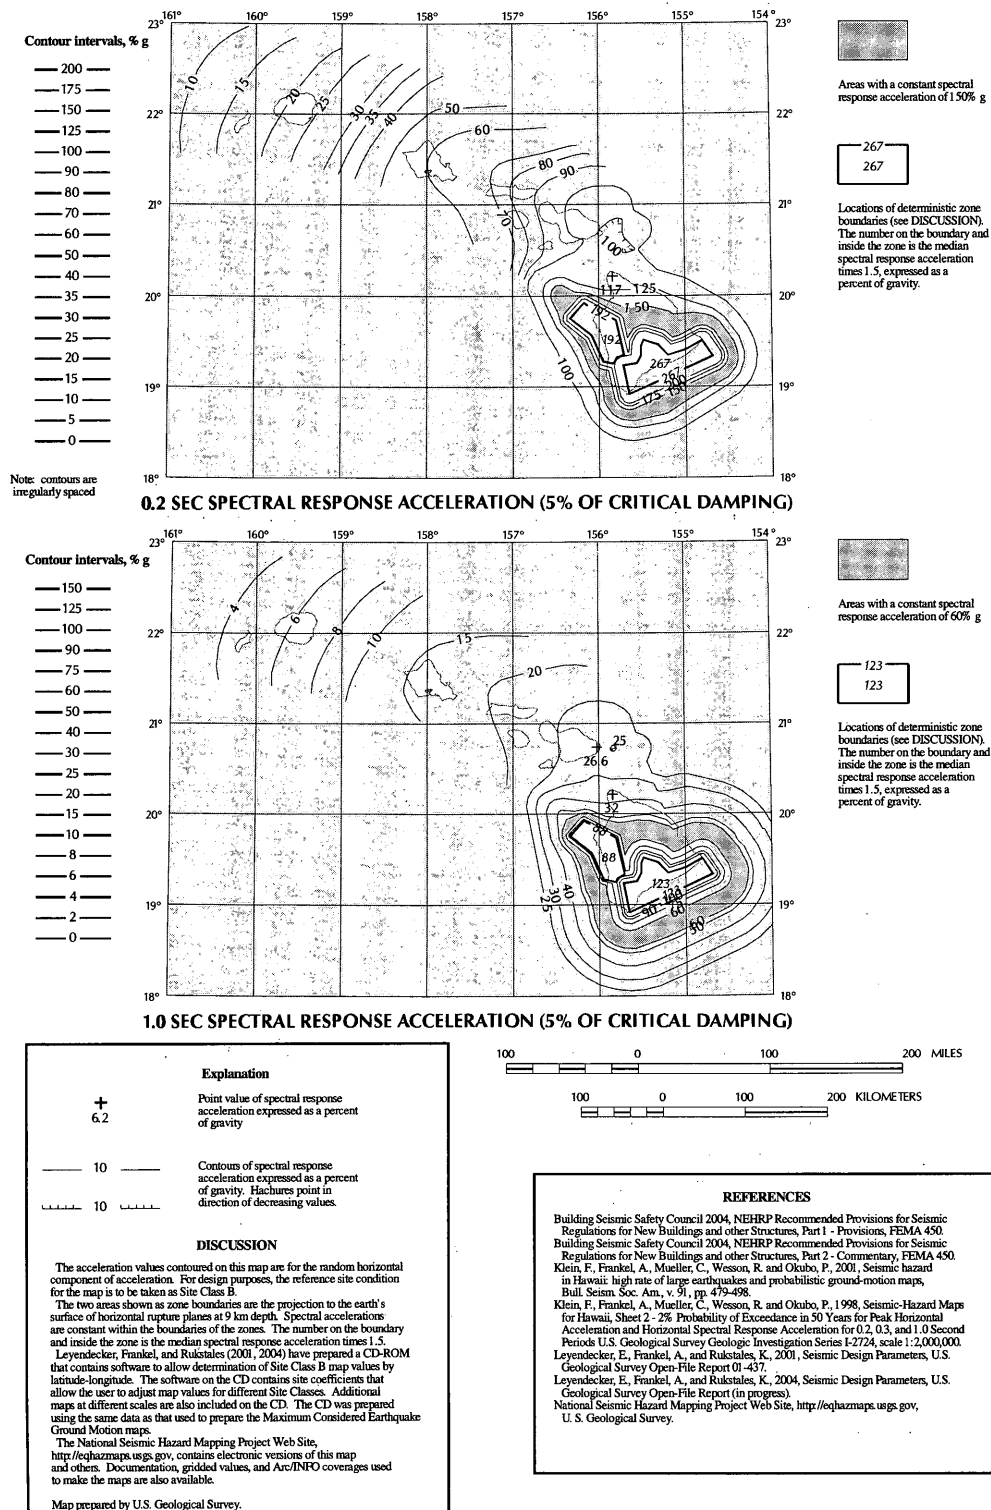 161°
160°
159°
158°
157°
156°
155°
154°
23°
23°
22°
22°
21°
21°
20°
20°
19°
19°
18°
18°
Contour intervals, % g
200
175
150
125
100
90
80
70
60
50
40
35
30
25
20
15
10
5
0
Note: contours are
irregularly spaced
10
15
20
25
30
35
40
50
60
70
80
90
100
117
125
150
192
192
267
267
200
175
150
100
Areas with a constant spectral
response acceleration of 150% g
267
267
Locations of deterministic zone
boundaries (see DISCUSSION).
The number on the boundary and
inside the zone is the median
spectral response acceleration
times 1.5, expressed as a
percent of gravity.
0.2 SEC SPECTRAL RESPONSE ACCELERATION (5% OF CRITICAL DAMPING)
161°
160°
159°
158°
157°
156°
155°
154°
23°
23°
22°
22°
21°
21°
20°
20°
19°
19°
18°
18°
Contour intervals, % g
150
125
100
90
75
60
50
40
30
25
20
15
10
8
6
4
2
0
4
6
8
10
15
20
25
26.6
32
88
88
123
123
100
90
60
50
40
30
25
Areas with a constant spectral
response acceleration of 60% g
123
123
Locations of deterministic zone
boundaries (see DISCUSSION).
The number on the boundary and
inside the zone is the median
spectral response acceleration
times 1.5, expressed as a
percent of gravity.
1.0 SEC SPECTRAL RESPONSE ACCELERATION (5% OF CRITICAL DAMPING)
100 0 100 200 MILES
100 0 100 200 KILOMETERS
Explanation
+
6.2
Point value of spectral response
acceleration expressed as a percent
of gravity
10
10
Contours of spectral response
acceleration expressed as a percent
of gravity. Hachures point in
direction of decreasing values.
DISCUSSION
The acceleration values contoured on this map are for the random horizontal
component of acceleration. For design purposes, the reference site condition
for the map is to be taken as Site Class B.
The two areas shown as zone boundaries are the projection to the earth's
surface of horizontal rupture planes at 9 km depth. Spectral accelerations
are constant within the boundaries of the zones. The number on the boundary
and inside the zone is the median spectral response acceleration times 1.5.
Leyendecker, Frankel, and Rukstales (2001, 2004) have prepared a CD-ROM
that contains software to allow determination of Site Class B map values by
latitude-longitude. The software on the CD contains site coefficients that
allow the user to adjust map values for different Site Classes. Additional
maps at different scales are also included on the CD. The CD was prepared
using the same data as that used to prepare the Maximum Considered Earthquake
Ground Motion maps.
The National Seismic Hazard Mapping Project Web Site,
http://eqhazmaps.usgs.gov, contains electronic versions of this map
and others. Documentation, gridded values, and Arc/INFO coverages used
to make the maps are also available.
Map prepared by U.S. Geological Survey.
REFERENCES
Building Seismic Safety Council 2004, NEHRP Recommended Provisions for Seismic
Regulations for New Buildings and other Structures, Part 1 - Provisions, FEMA 450.
Building Seismic Safety Council 2004, NEHRP Recommended Provisions for Seismic
Regulations for New Buildings and other Structures, Part 2 - Commentary, FEMA 450.
Klein, F., Frankel, A., Mueller, C., Wesson, R. and Okubo, P., 2001, Seismic hazard
in Hawaii: high rate of large earthquakes and probabilistic ground-motion maps,
Bull. Seism. Soc. Am., v. 91, pp. 479-498.
Klein, F., Frankel, A., Mueller, C., Wesson, R. and Okubo, P., 1998, Seismic-Hazard Maps
for Hawaii, Sheet 2 - 2% Probability of Exceedance in 50 Years for Peak Horizontal
Acceleration and Horizontal Spectral Response Acceleration for 0.2, 0.3, and 1.0 Second
Periods U.S. Geological Survey Geologic Investigation Series I-2724, scale 1:2,000,000.
Leyendecker, E., Frankel, A., and Rukstales, K., 2001, Seismic Design Parameters, U.S.
Geological Survey Open-File Report 01-437.
Leyendecker, E., Frankel, A., and Rukstales, K., 2004, Seismic Design Parameters, U.S.
Geological Survey Open-File Report (in progress).
National Seismic Hazard Mapping Project Web Site, http://eqhazmaps.usgs.gov,
U. S. Geological Survey.